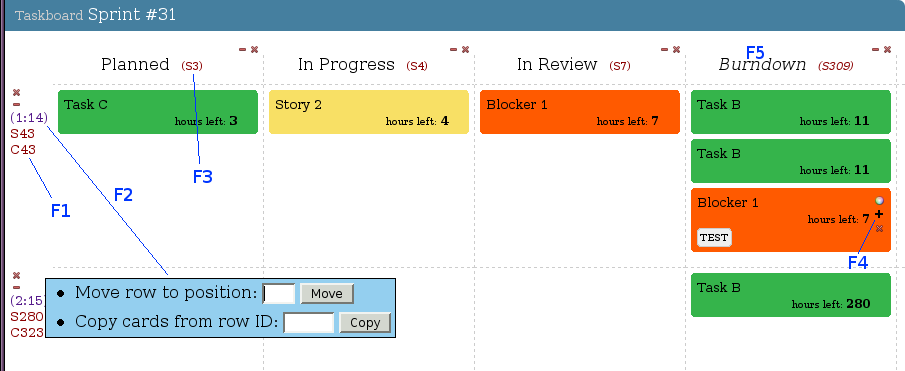 Taskboard Sprint #31
Planned (S3)
In Progress (S4)
In Review (S7)
F5
Burndown (S309)
(1:14)
S43
C43
Task C
hours left: 3
Story 2
hours left: 4
Blocker 1
hours left: 7
Task B
hours left: 11
Task B
hours left: 11
Blocker 1
hours left: 7
TEST
F1
F2
F3
F4
(2:15)
S280
C323
Move row to position: Move
Copy cards from row ID: Copy
Task B
hours left: 280